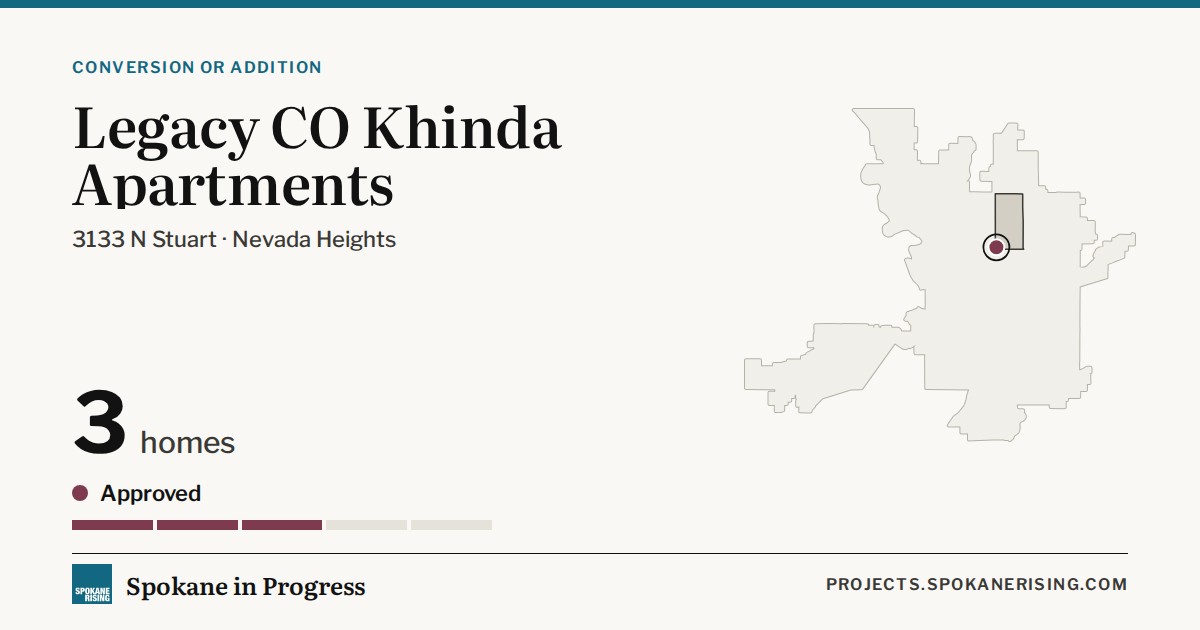 CONVERSION OR ADDITION
Legacy CO Khinda
Apartments
3133 N Stuart · Nevada Heights
3 homes
Approved
SPOKANE
RISING
Spokane in Progress
PROJECTS.SPOKANERISING.COM